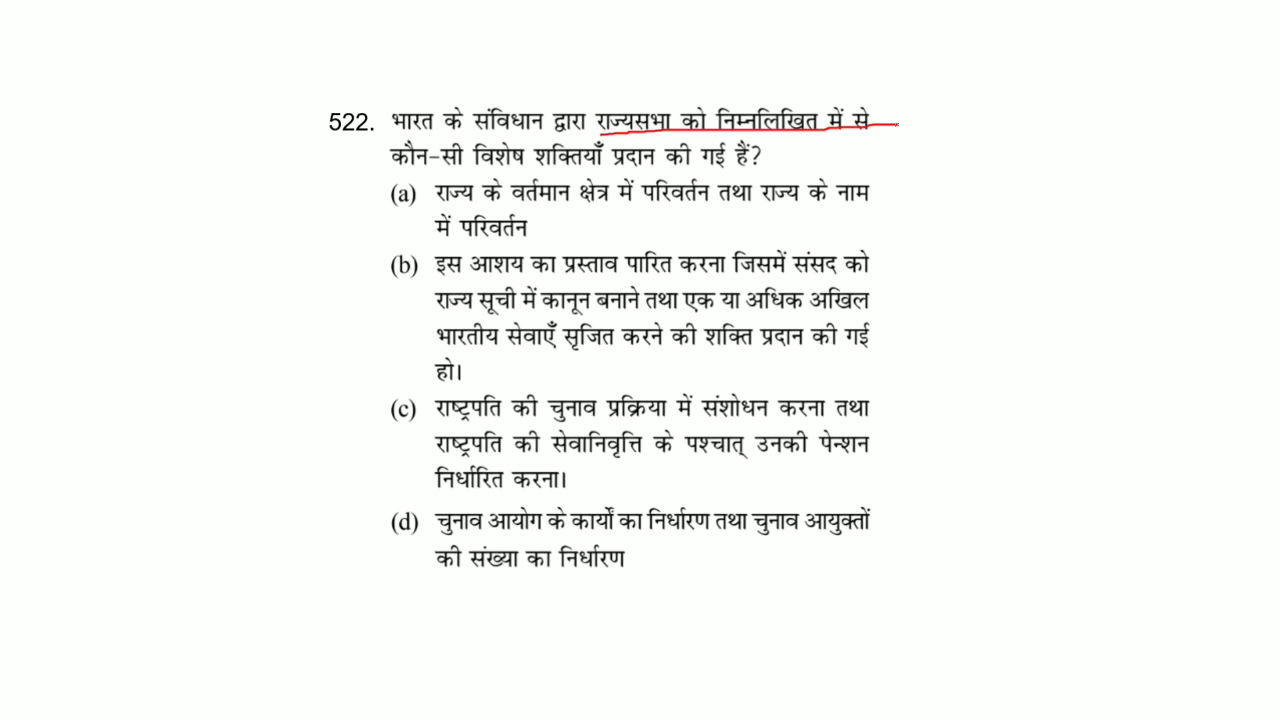 522. भारत के संविधान द्वारा राज्यसभा को निम्नलिखित में से
कौन-सी विशेष शक्तियाँ प्रदान की गई हैं?
(a) राज्य के वर्तमान क्षेत्र में परिवर्तन तथा राज्य के नाम
में परिवर्तन
(b) इस आशय का प्रस्ताव पारित करना जिसमें संसद को
राज्य सूची में कानून बनाने तथा एक या अधिक अखिल
भारतीय सेवाएँ सृजित करने की शक्ति प्रदान की गई
हो।
(c) राष्ट्रपति की चुनाव प्रक्रिया में संशोधन करना तथा
राष्ट्रपति की सेवानिवृत्ति के पश्चात् उनकी पेन्शन
निर्धारित करना।
(d) चुनाव आयोग के कार्यों का निर्धारण तथा चुनाव आयुक्तों
की संख्या का निर्धारण